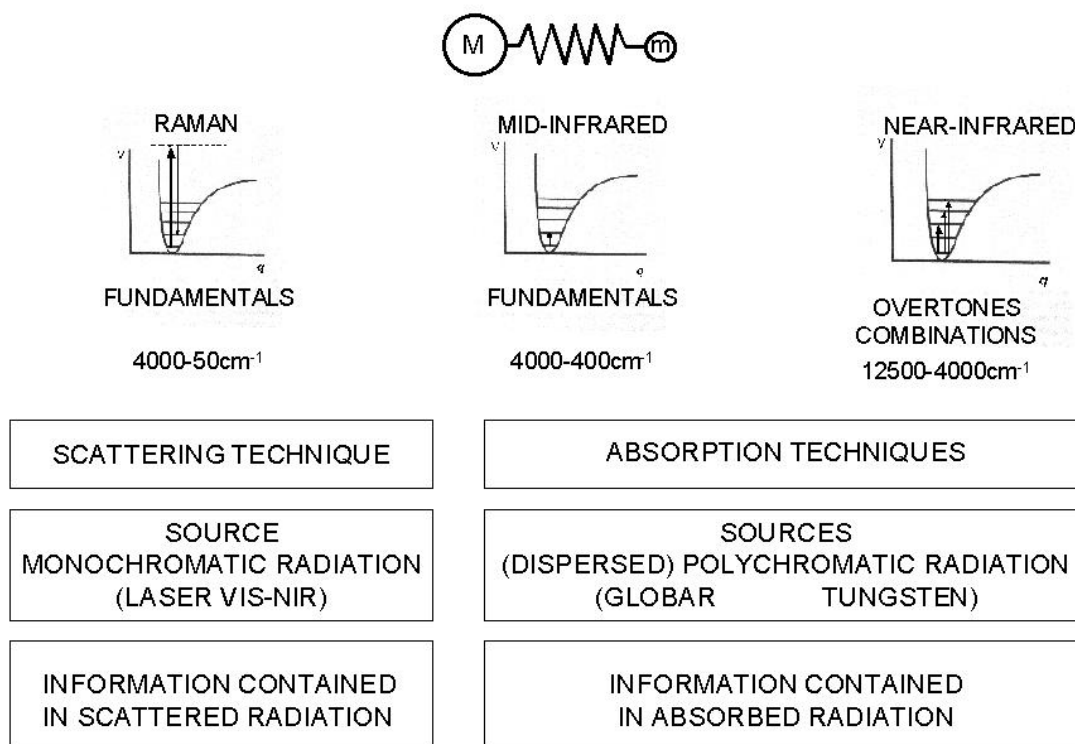 M m
RAMAN
V
q
FUNDAMENTALS
4000-50cm⁻¹
MID-INFRARED
V
q
FUNDAMENTALS
4000-400cm⁻¹
NEAR-INFRARED
V
q
OVERTONES
COMBINATIONS
12500-4000cm⁻¹
SCATTERING TECHNIQUE
ABSORPTION TECHNIQUES
SOURCE
MONOCHROMATIC RADIATION
(LASER VIS-NIR)
SOURCES
(DISPERSED) POLYCHROMATIC RADIATION
(GLOBAR TUNGSTEN)
INFORMATION CONTAINED
IN SCATTERED RADIATION
INFORMATION CONTAINED
IN ABSORBED RADIATION